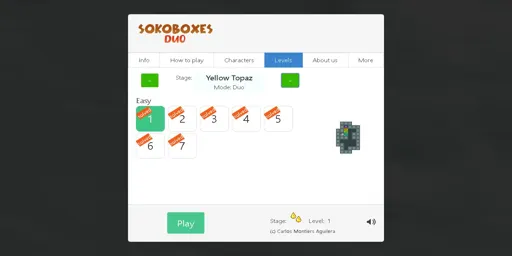 SOKOBOXES
DUO
Info How to play Characters Levels About us More
Stage: Yellow Topaz
Mode: Duo
Easy
1 2 3 4 5
6 7
Play
Stage: Level: 1
(c) Carlos Montiers Aguilera